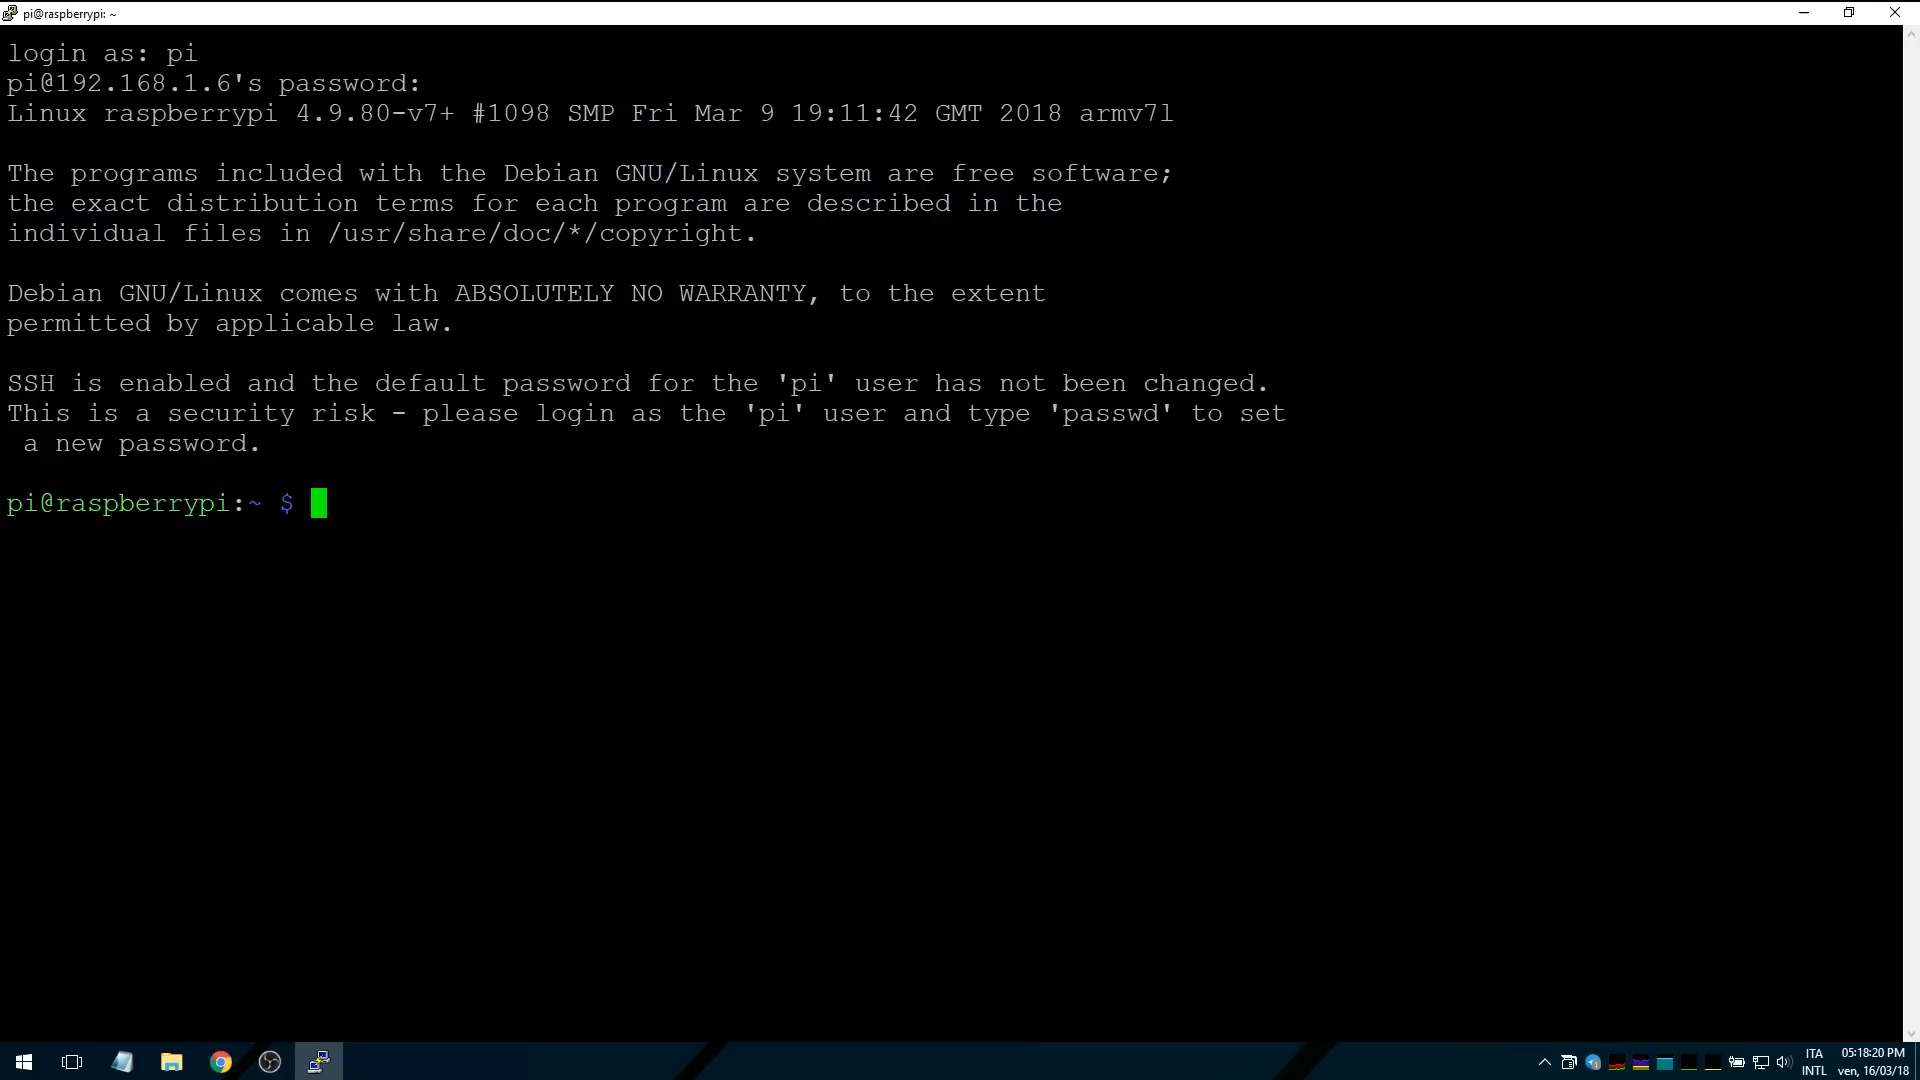 pi@raspberrypi: ~
login as: pi
pi@192.168.1.6's password:
Linux raspberrypi 4.9.80-v7+ #1098 SMP Fri Mar 9 19:11:42 GMT 2018 armv7l
The programs included with the Debian GNU/Linux system are free software;
the exact distribution terms for each program are described in the
individual files in /usr/share/doc/*/copyright.
Debian GNU/Linux comes with ABSOLUTELY NO WARRANTY, to the extent
permitted by applicable law.
SSH is enabled and the default password for the 'pi' user has not been changed.
This is a security risk - please login as the 'pi' user and type 'passwd' to set
a new password.
pi@raspberrypi:~ $
ITA 05:18:20 PM
INTL ven, 16/03/18